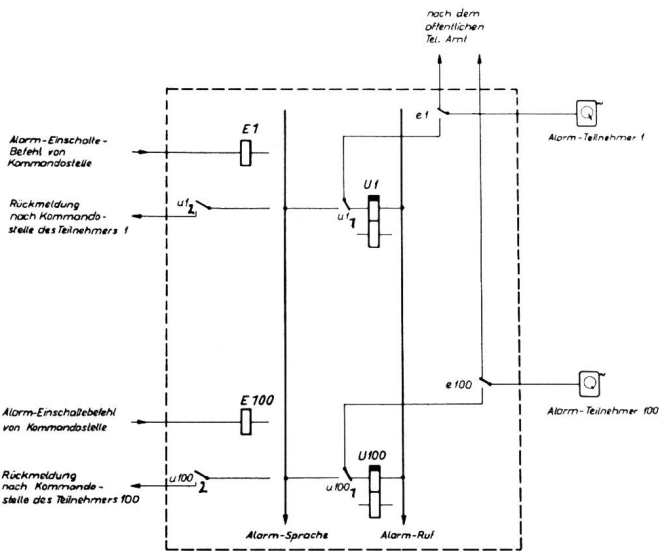 nach dem
öffentlichen
Tel. Amt
e1
Alarm-Teilnehmer 1
E1
Alarm-Einschalte-
Befehl von
Kommandostelle
U1
Rückmeldung
nach Kommando-
stelle des Teilnehmers 1
u1 2
u1 1
e100
Alarm-Teilnehmer 100
E100
Alarm-Einschaltebefehl
von Kommandostelle
U100
Rückmeldung
nach Kommando-
stelle des Teilnehmers 100
u100 2
u100 1
Alarm-Sprache
Alarm-Ruf